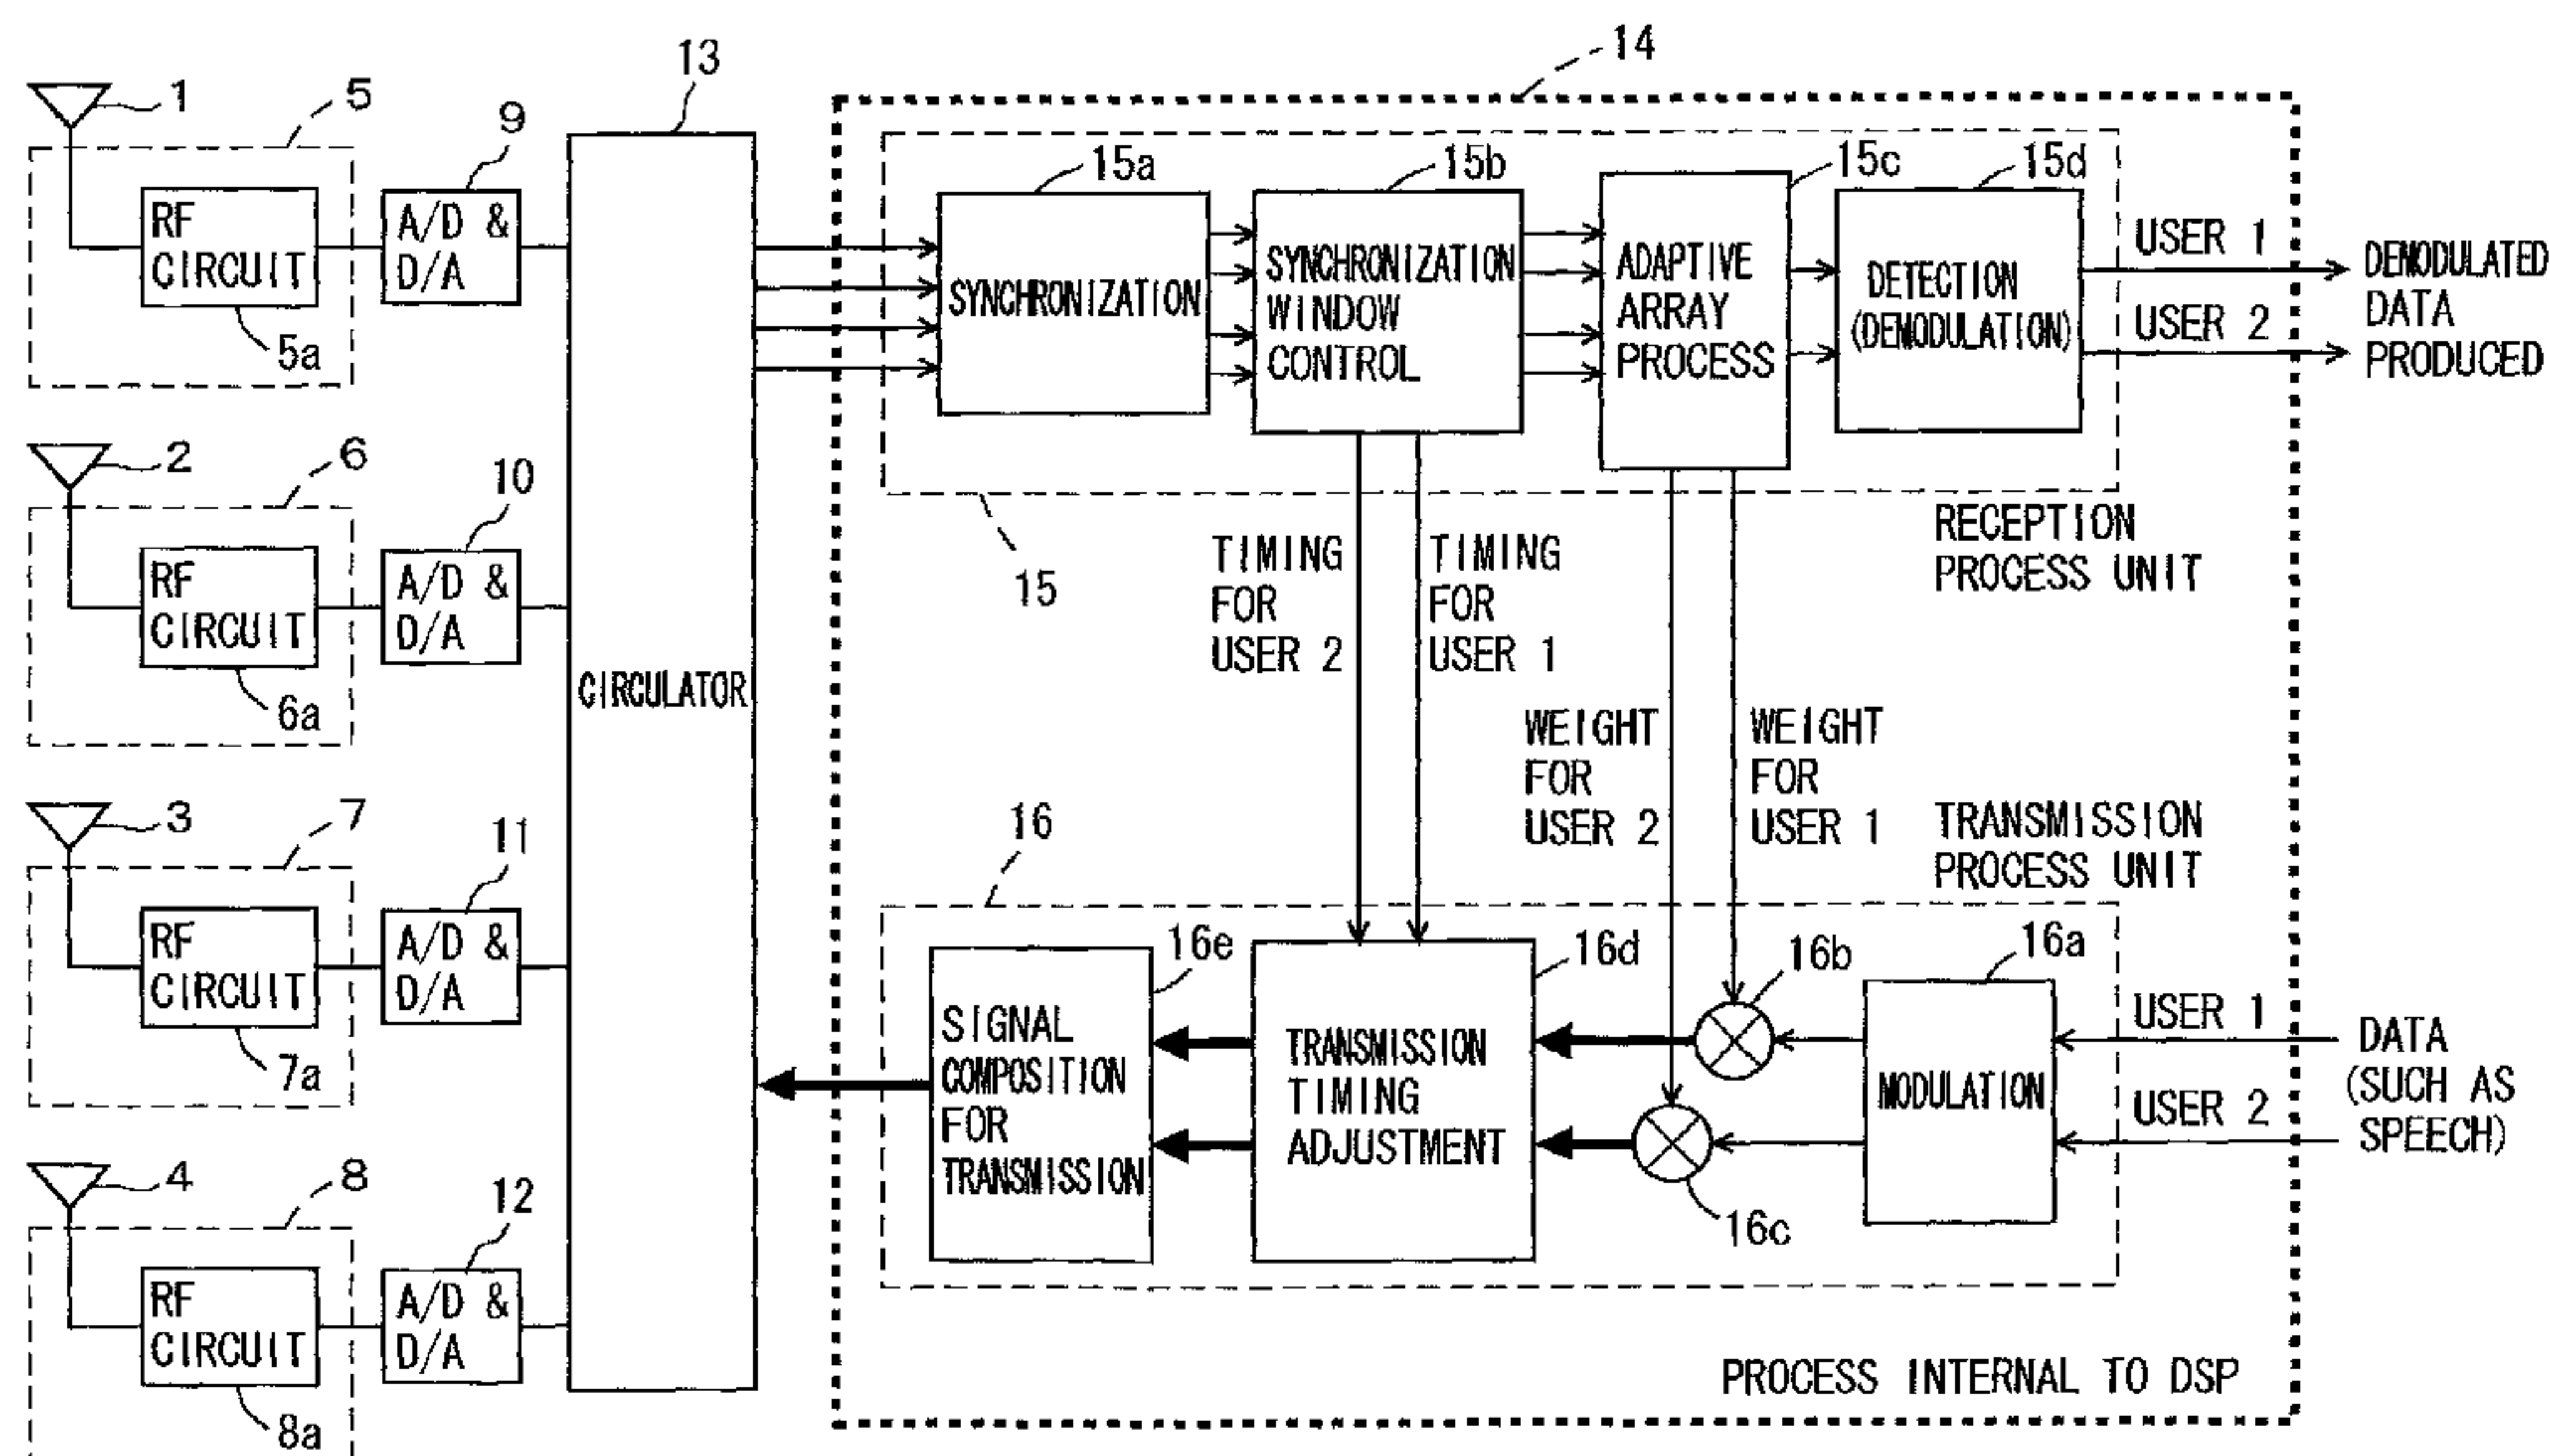 13
14
1
5
9
RF
CIRCUIT
A/D &
D/A
5a
2
6
10
RF
CIRCUIT
A/D &
D/A
6a
3
7
11
RF
CIRCUIT
A/D &
D/A
7a
4
8
12
RF
CIRCUIT
A/D &
D/A
8a
CIRCULATOR
15a
15b
15c
15d
SYNCHRONIZATION
SYNCHRONIZATION
WINDOW
CONTROL
ADAPTIVE
ARRAY
PROCESS
DETECTION
(DEMODULATION)
USER 1
USER 2
DEMODULATED
DATA
PRODUCED
15
RECEPTION
PROCESS UNIT
TIMING
FOR
USER 2
TIMING
FOR
USER 1
WEIGHT
FOR
USER 2
WEIGHT
FOR
USER 1
TRANSMISSION
PROCESS UNIT
16
16e
16d
16b
16a
SIGNAL
COMPOSITION
FOR
TRANSMISSION
TRANSMISSION
TIMING
ADJUSTMENT
16c
MODULATION
USER 1
USER 2
DATA
(SUCH AS
SPEECH)
PROCESS INTERNAL TO DSP